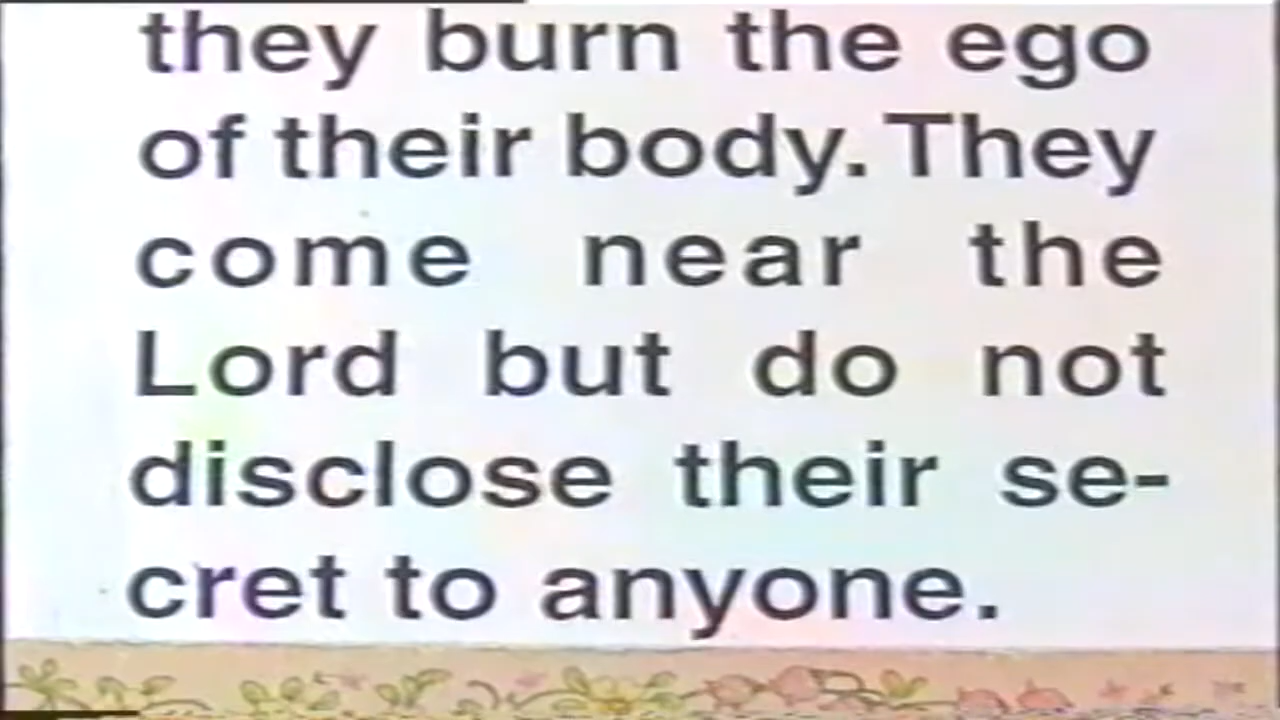 they burn the ego
of their body. They
come near the
Lord but do not
disclose their se-
cret to anyone.